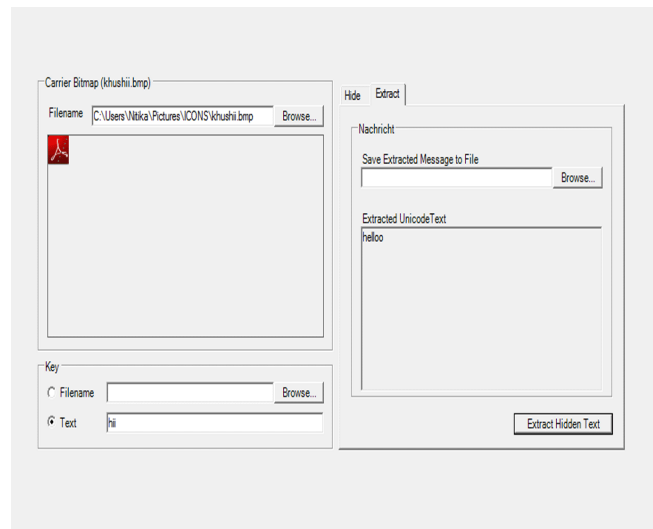 Carrier Bitmap (khushii.bmp)
Filename C:\Users\Nitika\Pictures\ICONS\khushii.bmp Browse...
Key
Filename Browse...
Text hii
Hide Extract
Nachricht
Save Extracted Message to File
Browse...
Extracted UnicodeText
helloo
Extract Hidden Text